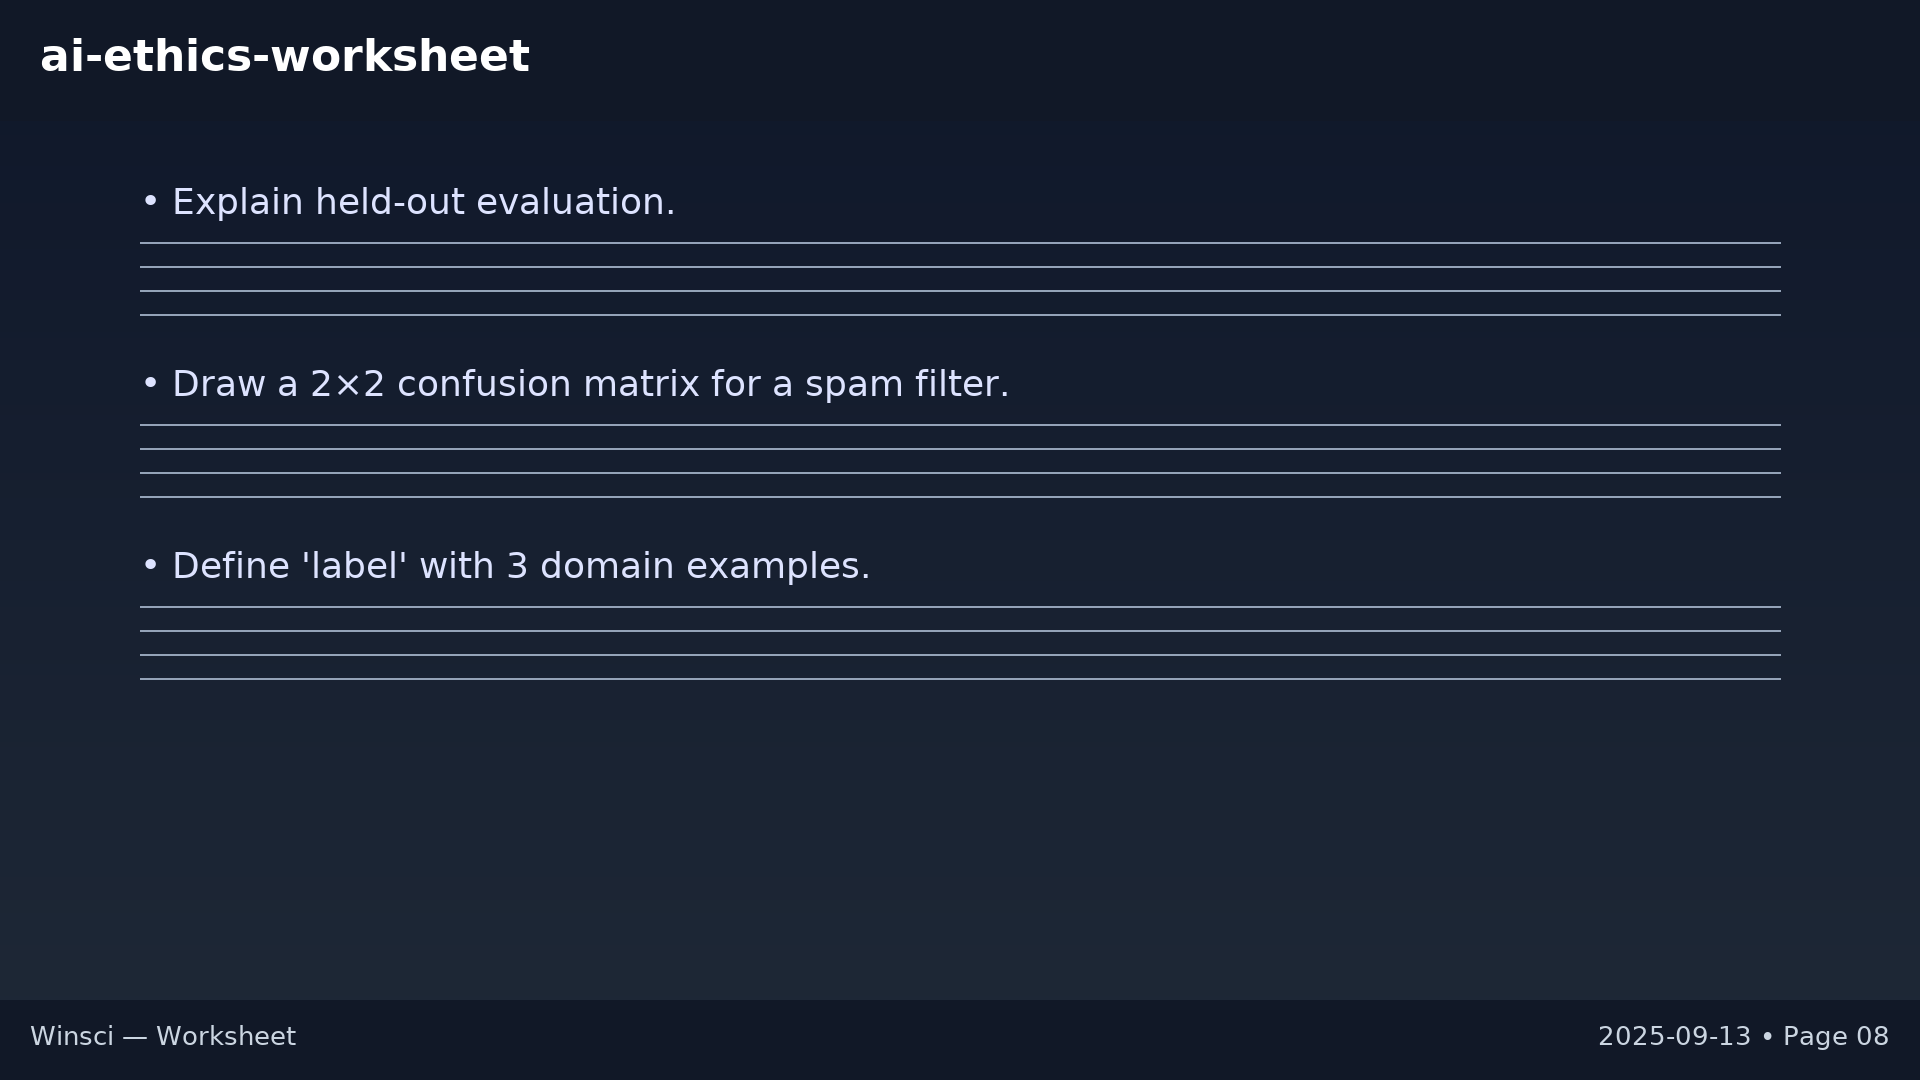 ai-ethics-worksheet
• Explain held-out evaluation.
• Draw a 2×2 confusion matrix for a spam filter.
• Define 'label' with 3 domain examples.
Winsci — Worksheet
2025-09-13 • Page 08